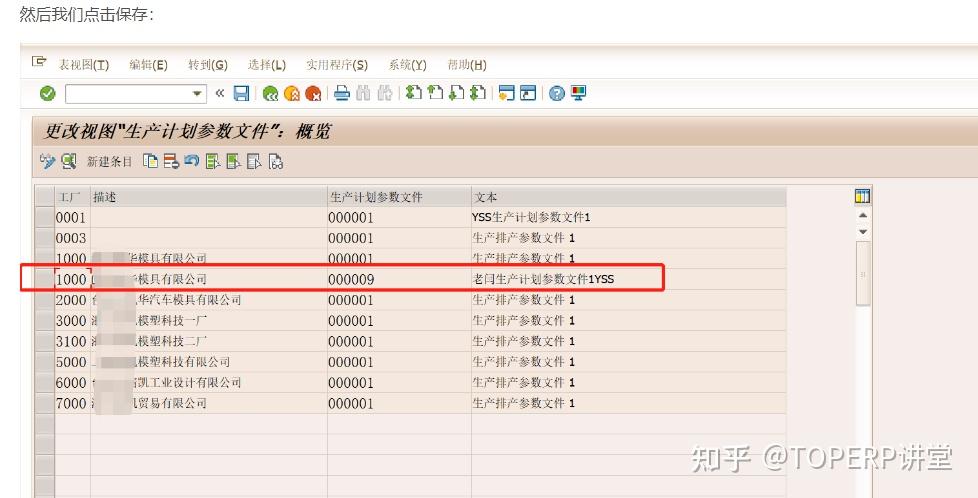 然后我们点击保存:
表视图(T) 编辑(E) 转到(G) 选择(L) 实用程序(S) 系统(Y) 帮助(H)
更改视图"生产计划参数文件": 概览
新建条目
工厂 描述 生产计划参数文件 文本
0001 000001 YSS生产计划参数文件1
0003 000001 生产排产参数文件 1
1000 华模具有限公司 000001 生产排产参数文件 1
1000 模具有限公司 000009 老闫生产计划参数文件1YSS
2000 华汽车模具有限公司 000001 生产排产参数文件 1
3000 模塑科技一厂 000001 生产排产参数文件 1
3100 模塑科技二厂 000001 生产排产参数文件 1
5000 模塑科技有限公司 000001 生产排产参数文件 1
6000 凯工业设计有限公司 000001 生产排产参数文件 1
7000 贸易有限公司 000001 生产排产参数文件 1
知乎 @TOPERP讲堂